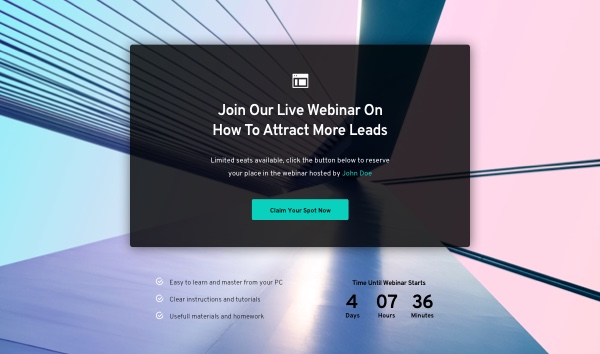 Join Our Live Webinar On
How To Attract More Leads
Limited seats available, click the button below to reserve
your place in the webinar hosted by John Doe
Claim Your Spot Now
Easy to learn and master from your PC
Clear instructions and tutorials
Usefull materials and homework
Time Until Webinar Starts
4 07 36
Days Hours Minutes